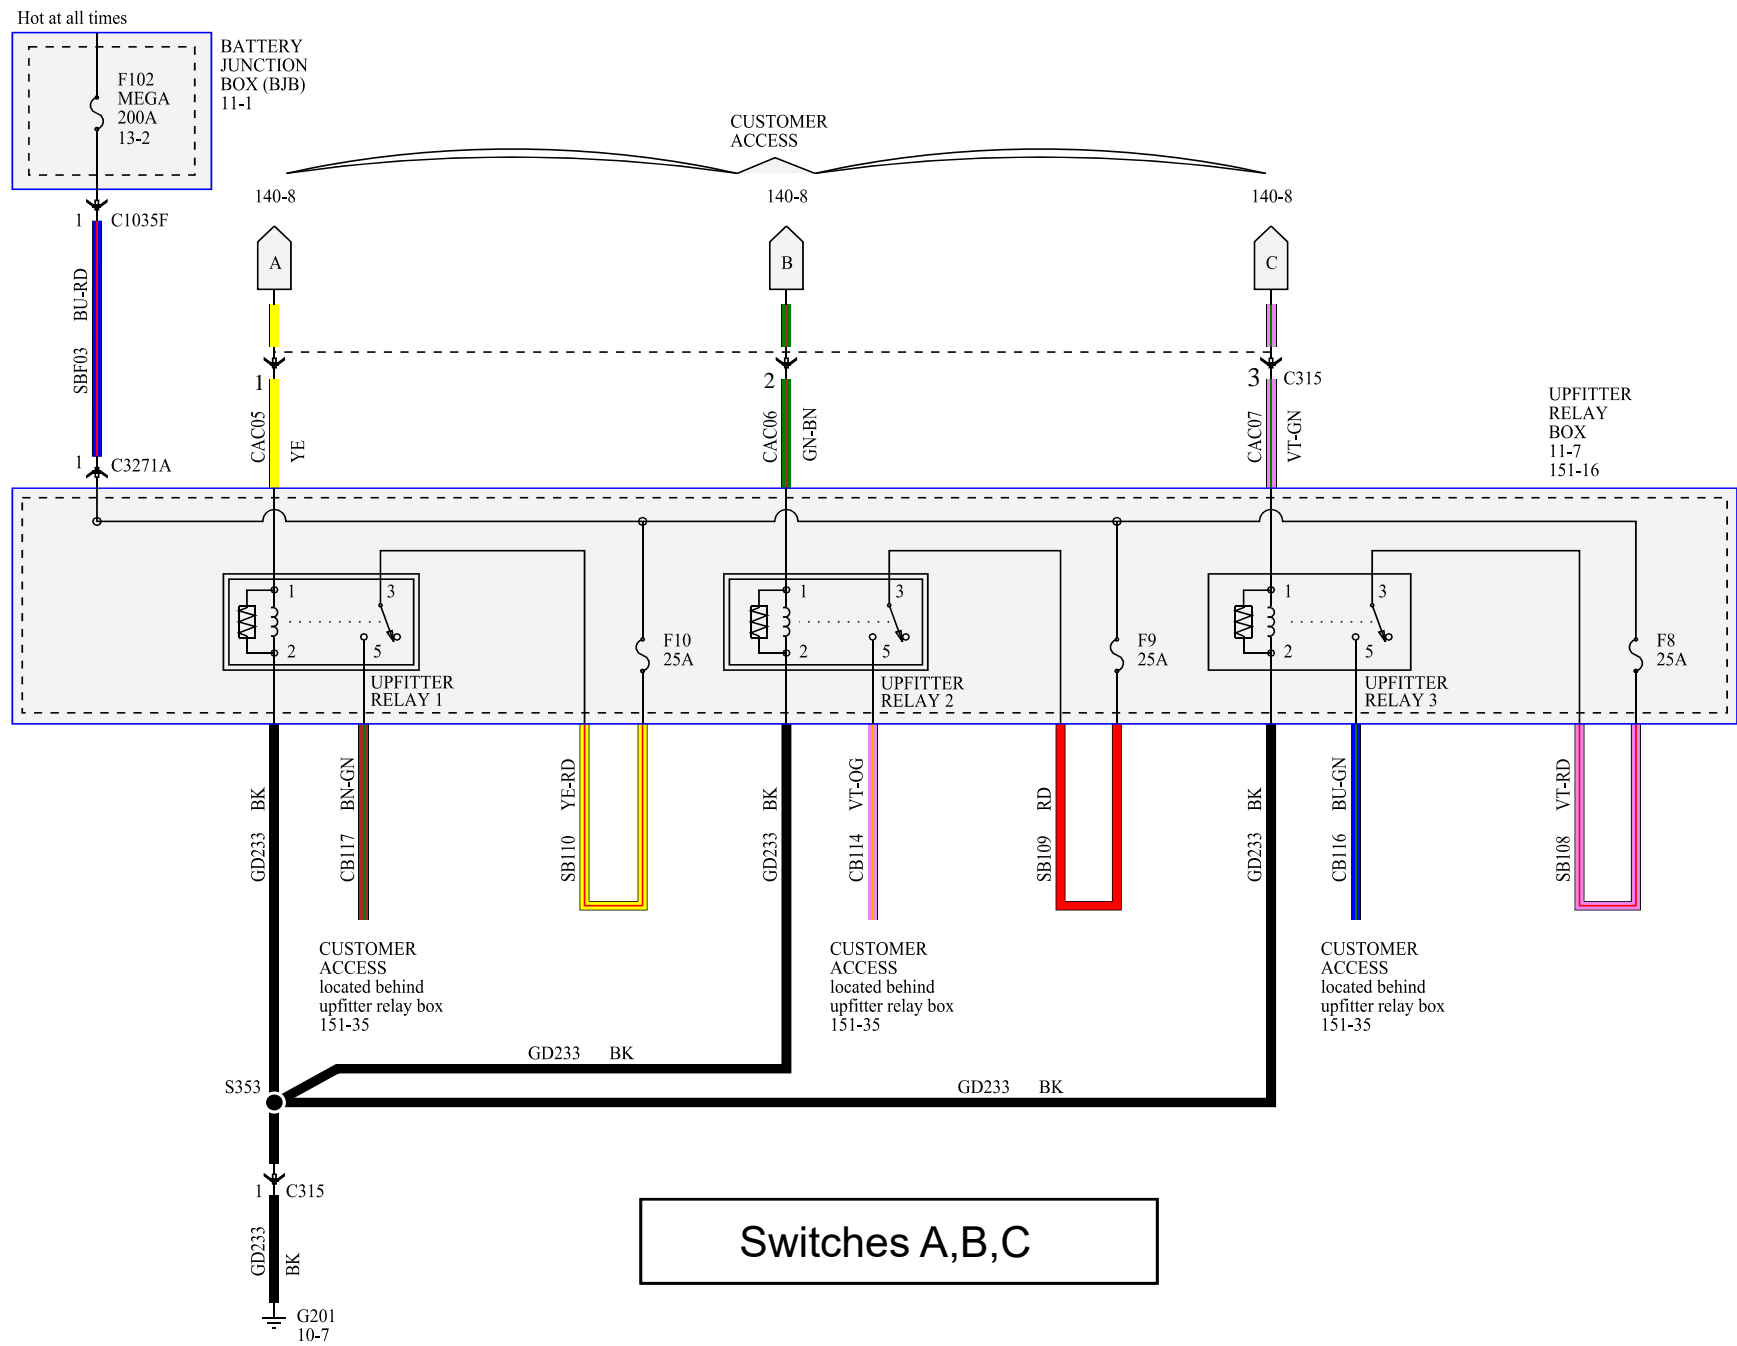 Hot at all times
BATTERY
JUNCTION
BOX (BJB)
11-1
F102
MEGA
200A
13-2
CUSTOMER
ACCESS
140-8
140-8
140-8
1
C1035F
A
B
C
BU-RD
SBF03
1
2
3
C315
CAC05
YE
CAC06
GN-BN
CAC07
VT-GN
UPFITTER
RELAY
BOX
11-7
151-16
1
C3271A
1
3
2
5
UPFITTER
RELAY 1
F10
25A
1
3
2
5
UPFITTER
RELAY 2
F9
25A
1
3
2
5
UPFITTER
RELAY 3
F8
25A
BK
GD233
BN-GN
CB117
YE-RD
SB110
BK
GD233
VT-OG
CB114
RD
SB109
BK
GD233
BU-GN
CB116
VT-RD
SB108
CUSTOMER
ACCESS
located behind
upfitter relay box
151-35
CUSTOMER
ACCESS
located behind
upfitter relay box
151-35
CUSTOMER
ACCESS
located behind
upfitter relay box
151-35
GD233 BK
S353
GD233 BK
1
C315
GD233
BK
Switches A,B,C
G201
10-7